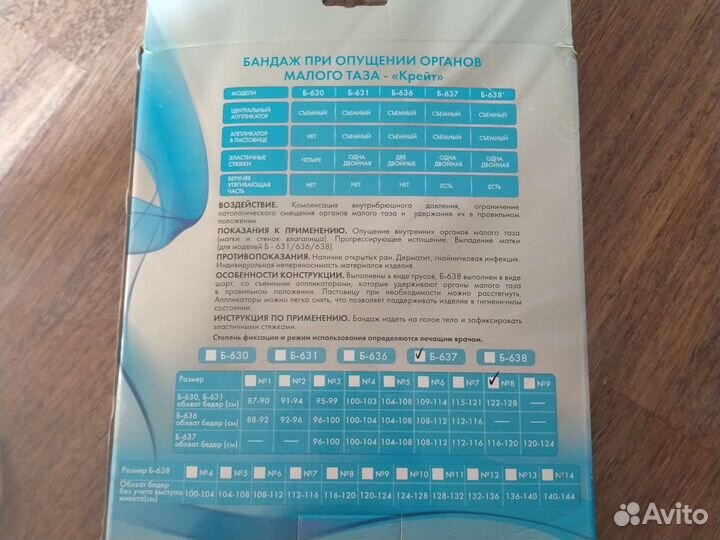 БАНДАЖ ПРИ ОПУЩЕНИИ ОРГАНОВ
МАЛОГО ТАЗА - «Крейт»
МОДЕЛИ Б-630 Б-631 Б-636 Б-637 Б-638*
ЦЕНТРАЛЬНЫЙ АППЛИКАТОР СЪЕМНЫЙ СЪЕМНЫЙ СЪЕМНЫЙ СЪЕМНЫЙ СЪЕМНЫЙ
АППЛИКАТОР В ЛАСТОВИЦЕ НЕТ СЪЕМНЫЙ СЪЕМНЫЙ СЪЕМНЫЙ СЪЕМНЫЙ
ЭЛАСТИЧНЫЕ СТЯЖКИ ЧЕТЫРЕ ОДНА ДВОЙНАЯ ДВЕ ДВОЙНЫЕ ОДНА ДВОЙНАЯ ОДНА ДВОЙНАЯ
ВЕРХНЯЯ УТЯГИВАЮЩАЯ ЧАСТЬ НЕТ НЕТ НЕТ ЕСТЬ ЕСТЬ
ВОЗДЕЙСТВИЕ. Компенсация внутрибрюшного давления, ограничение
патологического смещения органов малого таза и удержание их в правильном
положении.
ПОКАЗАНИЯ К ПРИМЕНЕНИЮ. Опущение внутренних органов малого таза
(матки и стенок влагалища). Прогрессирующее истощение. Выпадение матки
(для моделей Б - 631/636/638).
ПРОТИВОПОКАЗАНИЯ. Наличие открытых ран. Дерматит, гнойничковая инфекция.
Индивидуальная непереносимость материалов изделия.
ОСОБЕННОСТИ КОНСТРУКЦИИ. Выполнены в виде трусов, Б-638 выполнен в виде
шорт, со съемными аппликаторами, которые удерживают органы малого таза
в правильном положении. Ластовицу при необходимости можно расстегнуть.
Аппликаторы можно легко снять, что позволяет поддерживать изделие в гигиеничном
состоянии.
ИНСТРУКЦИЯ ПО ПРИМЕНЕНИЮ. Бандаж надеть на голое тело и зафиксировать
эластичными стяжками.
Степень фиксации и режим использования определяются лечащим врачом.
Б-630 Б-631 Б-636 Б-637 Б-638
Размер №1 №2 №3 №4 №5 №6 №7 №8 №9
Б-630, Б-631 обхват бедер (см) 87-90 91-94 95-99 100-103 104-108 109-114 115-121 122-128 —
Б-636 обхват бедер (см) 88-92 92-96 96-100 100-104 104-108 108-112 112-116 — —
Б-637 обхват бедер (см) — — 96-100 100-104 104-108 108-112 112-116 116-120 120-124
Размер Б-638 №4 №5 №6 №7 №8 №9 №10 №11 №12 №13 №14
Обхват бедер без учета выступа живота(см) 100-104 104-108 108-112 112-116 116-120 120-124 124-128 128-132 132-136 136-140 140-144
Avito